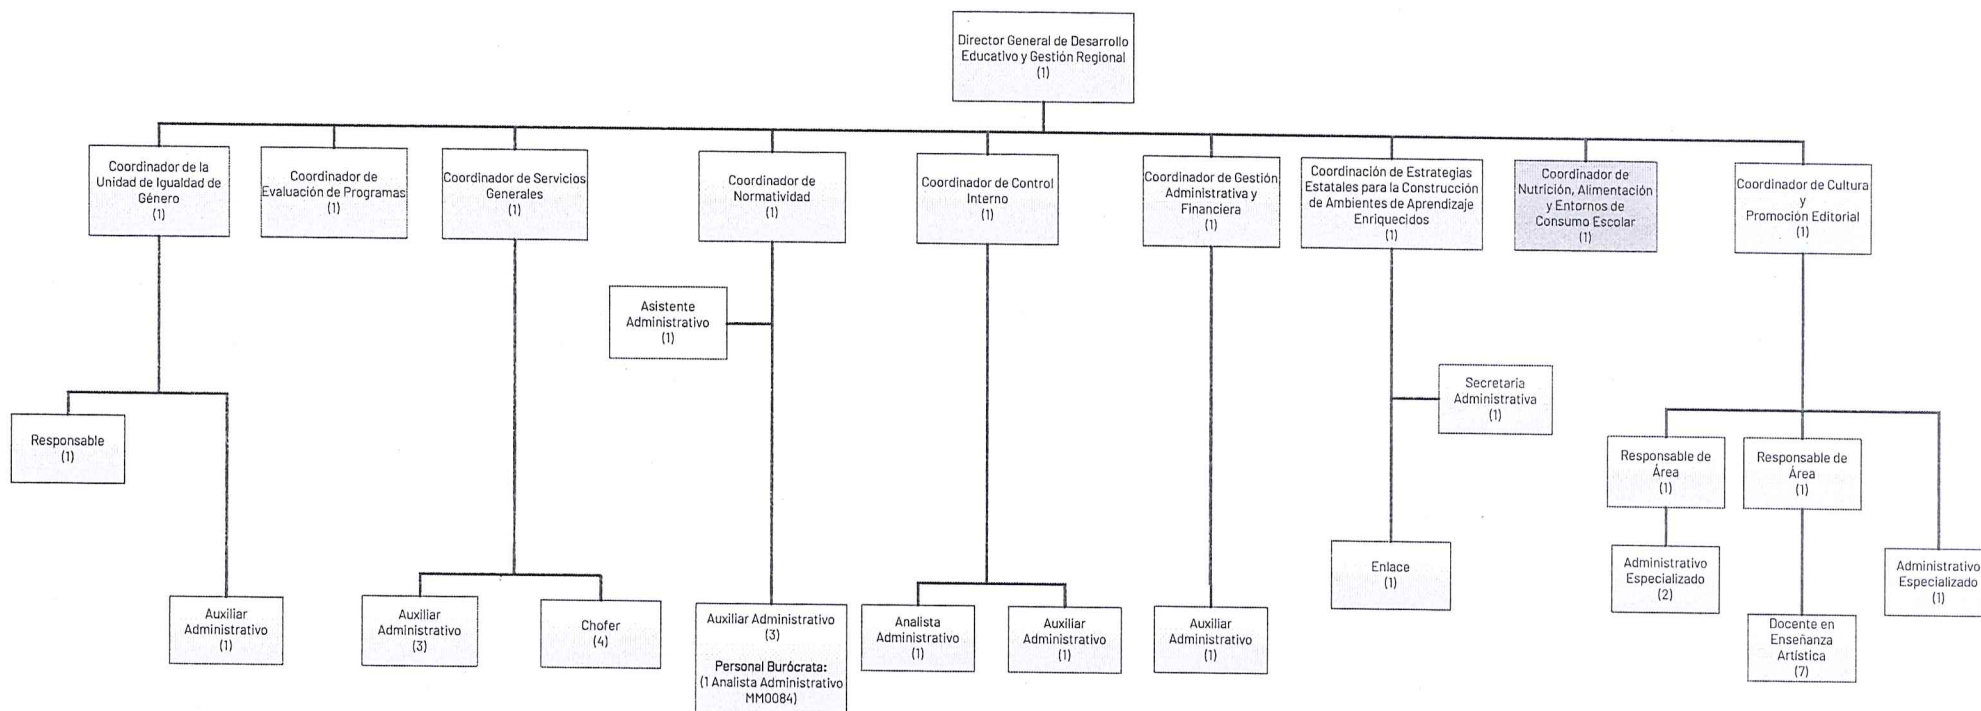 Director General de Desarrollo
Educativo y Gestión Regional
(1)
Coordinador de la
Unidad de Igualdad de
Género
(1)
Coordinador de
Evaluación de Programas
(1)
Coordinador de Servicios
Generales
(1)
Coordinador de
Normatividad
(1)
Coordinador de Control
Interno
(1)
Coordinador de Gestión
Administrativa y
Financiera
(1)
Coordinación de Estrategias
Estatales para la Construcción
de Ambientes de Aprendizaje
Enriquecidos
(1)
Coordinador de
Nutrición, Alimentación
y Entornos de
Consumo Escolar
(1)
Coordinador de Cultura
y
Promoción Editorial
(1)
Asistente
Administrativo
(1)
Secretaria
Administrativa
(1)
Responsable
(1)
Responsable de
Área
(1)
Responsable de
Área
(1)
Auxiliar
Administrativo
(1)
Auxiliar
Administrativo
(3)
Chofer
(4)
Auxiliar Administrativo
(3)
Personal Burócrata:
(1 Analista Administrativo
MM0084)
Analista
Administrativo
(1)
Auxiliar
Administrativo
(1)
Auxiliar
Administrativo
(1)
Enlace
(1)
Administrativo
Especializado
(2)
Docente en
Enseñanza
Artística
(7)
Administrativo
Especializado
(1)